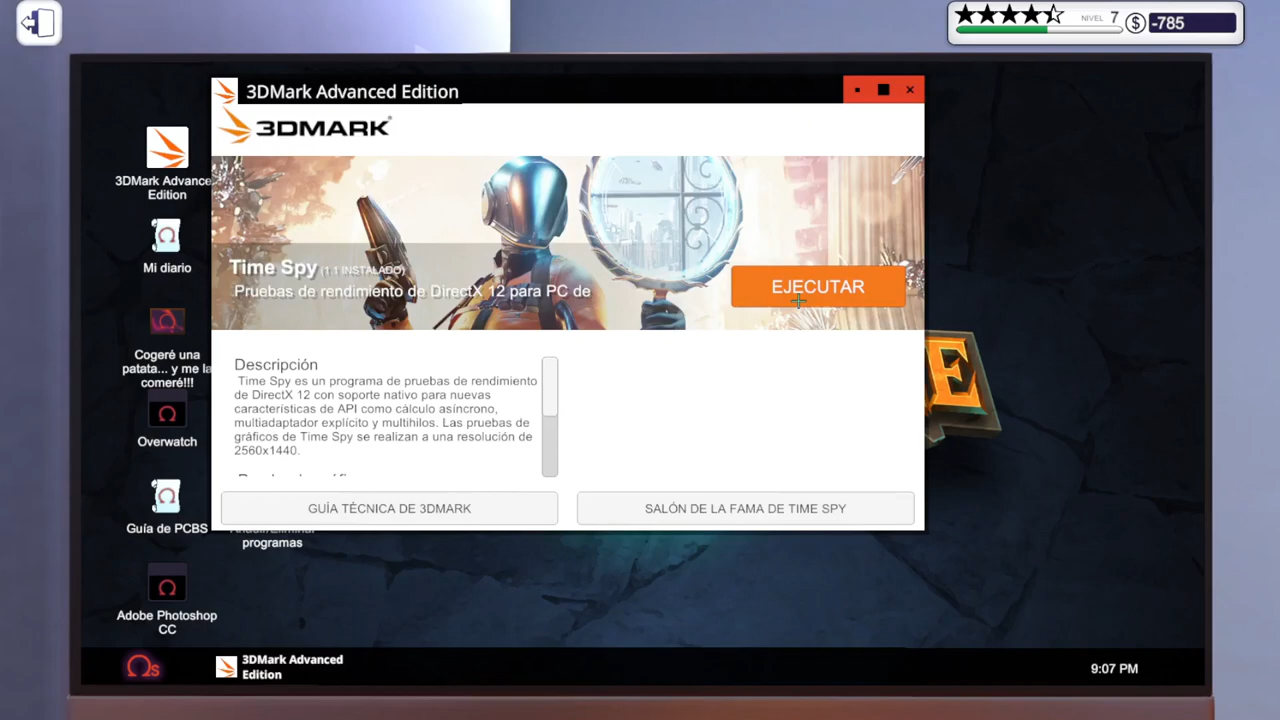 NIVEL 7
$ -785
3DMark Advanced Edition
3DMARK
3DMark Advance
Edition
Mi diario
Cogeré una
patata... y me la
comeré!!!
Overwatch
Guía de PCBS
programas
Adobe Photoshop
CC
Time Spy (1.1 INSTALADO)
Pruebas de rendimiento de DirectX 12 para PC de
EJECUTAR
Descripción
Time Spy es un programa de pruebas de rendimiento
de DirectX 12 con soporte nativo para nuevas
características de API como cálculo asíncrono,
multiadaptador explícito y multihilos. Las pruebas de
gráficos de Time Spy se realizan a una resolución de
2560x1440.
GUÍA TÉCNICA DE 3DMARK
SALÓN DE LA FAMA DE TIME SPY
E
Ωs
3DMark Advanced
Edition
9:07 PM